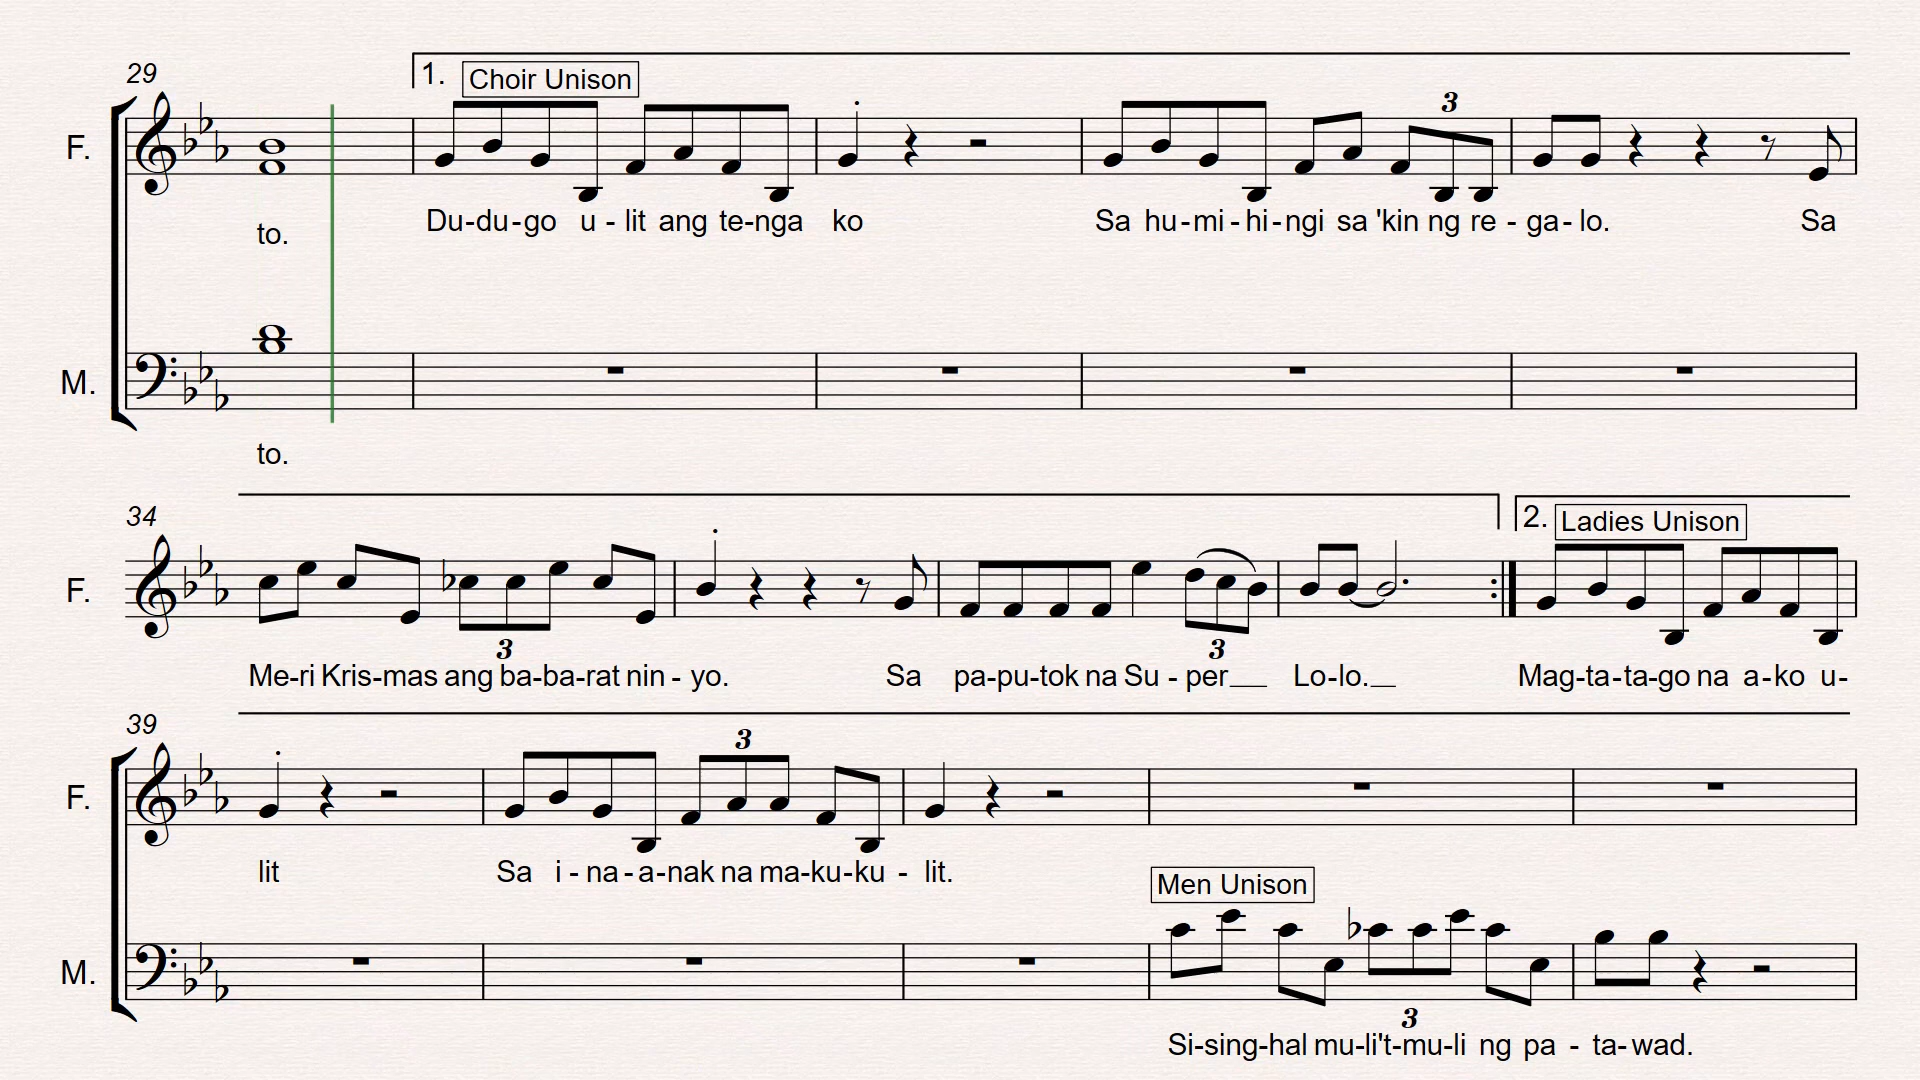 29
1. Choir Unison
F.
Du-du-go u - lit ang te-nga ko Sa hu-mi-hi-ngi sa 'kin ng re - ga- lo. Sa
to.
3
M.
to.
34
2. Ladies Unison
F.
3 3
Me-ri Kris-mas ang ba-ba-rat nin - yo. Sa pa-pu-tok na Su - per__ Lo-lo.__ Mag-ta-ta-go na a-ko u-
39
3
F.
lit Sa i - na-a-nak na ma-ku-ku - lit.
Men Unison
M.
3
Si-sing-hal mu-li't-mu-li ng pa - ta-wad.